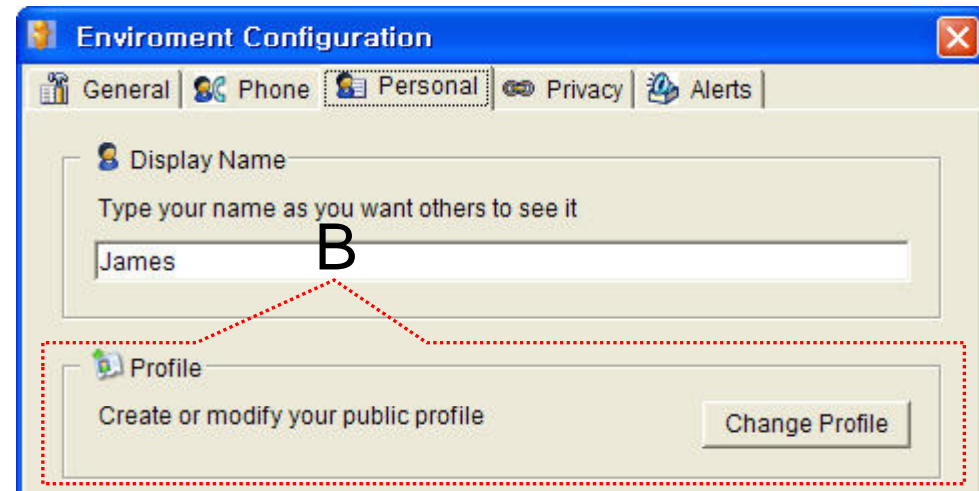 Enviroment Configuration
General Phone Personal Privacy Alerts
Display Name
Type your name as you want others to see it
B
James
Profile
Create or modify your public profile
Change Profile